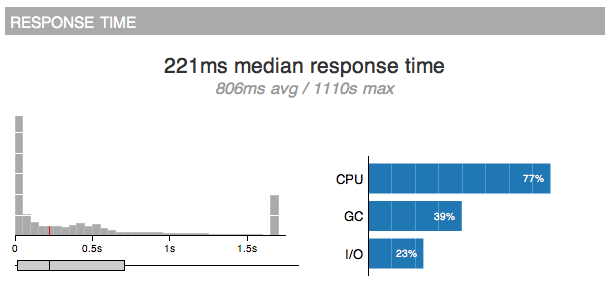 RESPONSE TIME
221ms median response time
806ms avg / 1110s max
CPU 77%
GC 39%
I/O 23%
0 0.5s 1s 1.5s